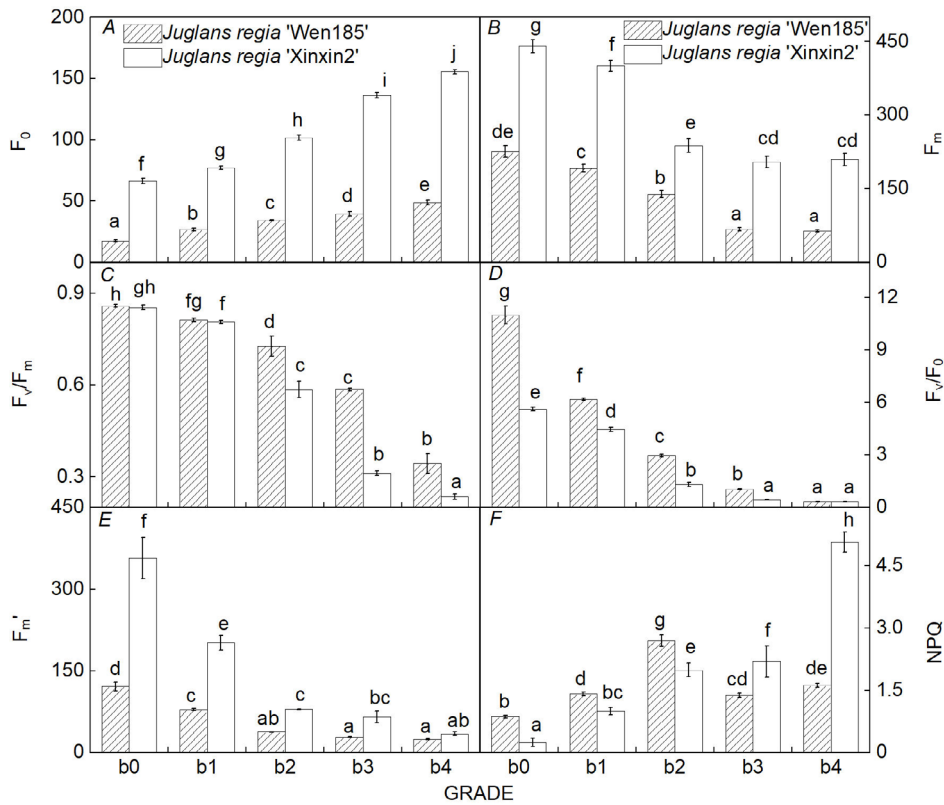 A
Juglans regia 'Wen185'
Juglans regia 'Xinxin2'
F0
200
150
100
50
0
a f b g c h d i e j
B
Juglans regia 'Wen185'
Juglans regia 'Xinxin2'
Fm
450
300
150
0
de g c f b e a cd a cd
C
Fv/Fm
0.9
0.6
0.3
h gh fg f d c c b b a
D
Fv/F0
12
9
6
3
0
g e f d c b b a a a
E
Fm'
450
300
150
0
d f c e ab c a bc a ab
F
NPQ
4.5
3.0
1.5
0
b a d bc g e cd f de h
b0 b1 b2 b3 b4 b0 b1 b2 b3 b4
GRADE